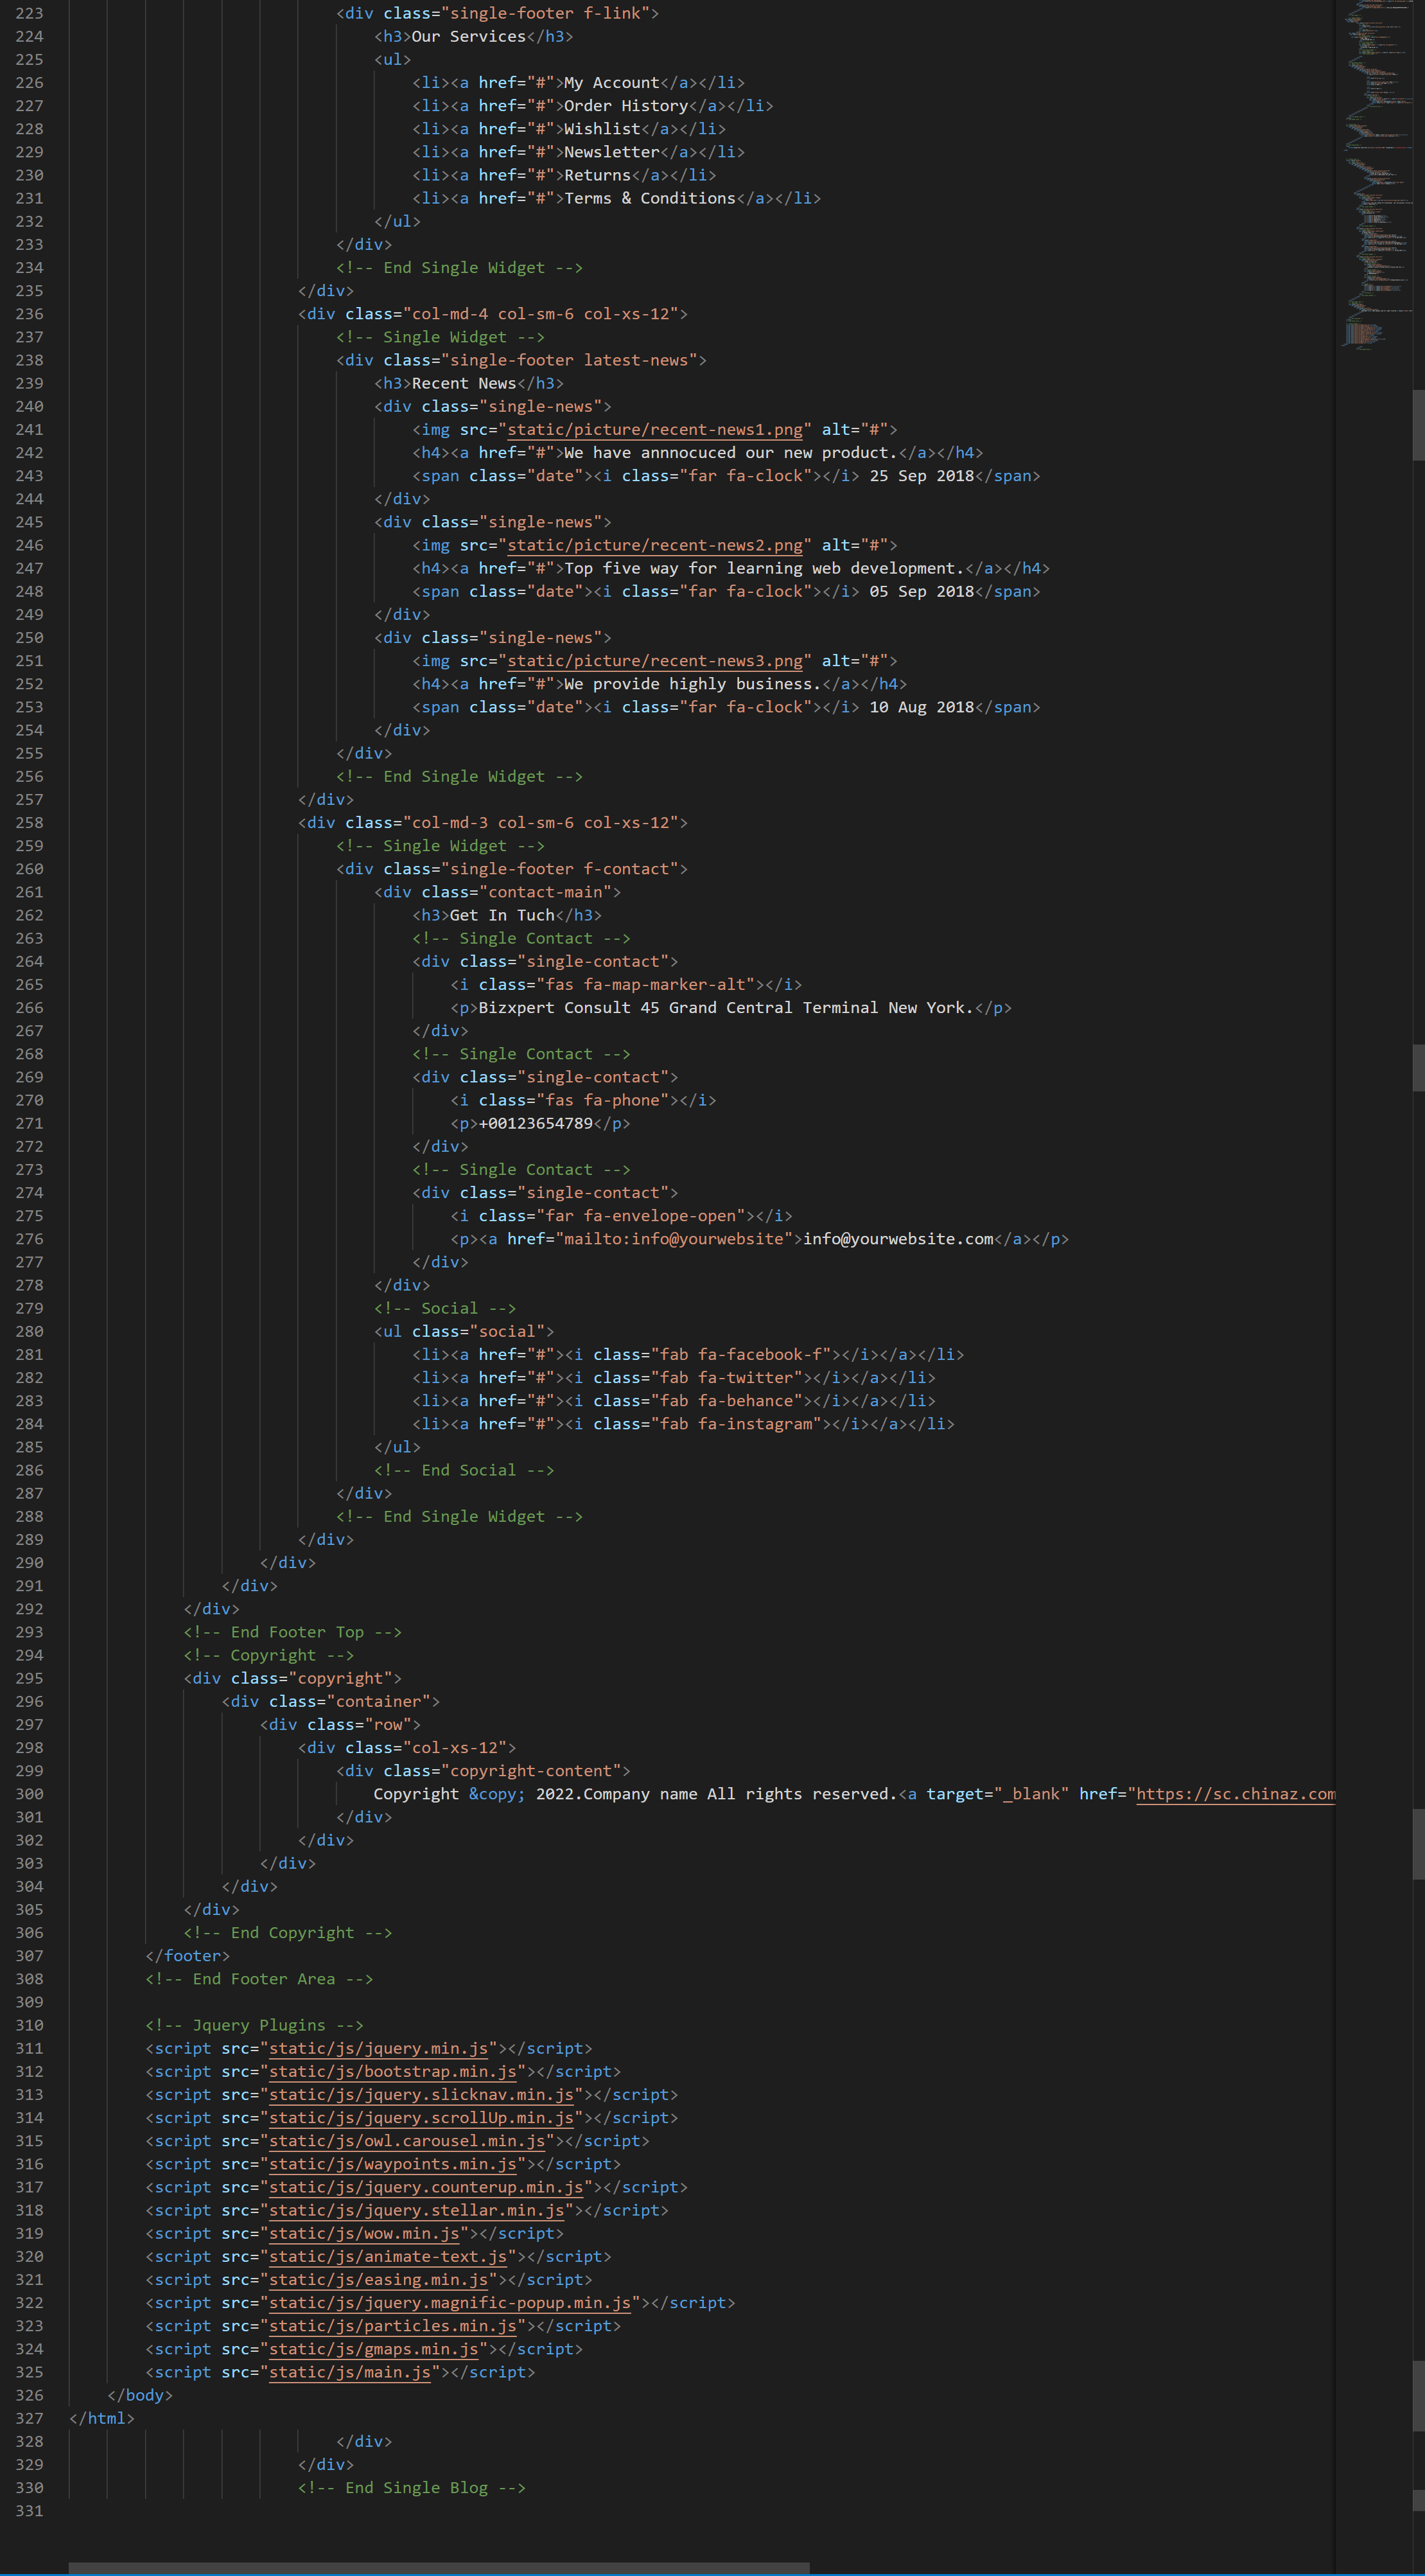 223 <div class="single-footer f-link">
224 <h3>Our Services</h3>
225 <ul>
226 <li><a href="#">My Account</a></li>
227 <li><a href="#">Order History</a></li>
228 <li><a href="#">Wishlist</a></li>
229 <li><a href="#">Newsletter</a></li>
230 <li><a href="#">Returns</a></li>
231 <li><a href="#">Terms & Conditions</a></li>
232 </ul>
233 </div>
234 <!-- End Single Widget -->
235 </div>
236 <div class="col-md-4 col-sm-6 col-xs-12">
237 <!-- Single Widget -->
238 <div class="single-footer latest-news">
239 <h3>Recent News</h3>
240 <div class="single-news">
241 <img src="static/picture/recent-news1.png" alt="#">
242 <h4><a href="#">We have annnocuced our new product.</a></h4>
243 <span class="date"><i class="far fa-clock"></i> 25 Sep 2018</span>
244 </div>
245 <div class="single-news">
246 <img src="static/picture/recent-news2.png" alt="#">
247 <h4><a href="#">Top five way for learning web development.</a></h4>
248 <span class="date"><i class="far fa-clock"></i> 05 Sep 2018</span>
249 </div>
250 <div class="single-news">
251 <img src="static/picture/recent-news3.png" alt="#">
252 <h4><a href="#">We provide highly business.</a></h4>
253 <span class="date"><i class="far fa-clock"></i> 10 Aug 2018</span>
254 </div>
255 </div>
256 <!-- End Single Widget -->
257 </div>
258 <div class="col-md-3 col-sm-6 col-xs-12">
259 <!-- Single Widget -->
260 <div class="single-footer f-contact">
261 <div class="contact-main">
262 <h3>Get In Tuch</h3>
263 <!-- Single Contact -->
264 <div class="single-contact">
265 <i class="fas fa-map-marker-alt"></i>
266 <p>Bizxpert Consult 45 Grand Central Terminal New York.</p>
267 </div>
268 <!-- Single Contact -->
269 <div class="single-contact">
270 <i class="fas fa-phone"></i>
271 <p>+00123654789</p>
272 </div>
273 <!-- Single Contact -->
274 <div class="single-contact">
275 <i class="far fa-envelope-open"></i>
276 <p><a href="mailto:info@yourwebsite">info@yourwebsite.com</a></p>
277 </div>
278 </div>
279 <!-- Social -->
280 <ul class="social">
281 <li><a href="#"><i class="fab fa-facebook-f"></i></a></li>
282 <li><a href="#"><i class="fab fa-twitter"></i></a></li>
283 <li><a href="#"><i class="fab fa-behance"></i></a></li>
284 <li><a href="#"><i class="fab fa-instagram"></i></a></li>
285 </ul>
286 <!-- End Social -->
287 </div>
288 <!-- End Single Widget -->
289 </div>
290 </div>
291 </div>
292 </div>
293 <!-- End Footer Top -->
294 <!-- Copyright -->
295 <div class="copyright">
296 <div class="container">
297 <div class="row">
298 <div class="col-xs-12">
299 <div class="copyright-content">
300 Copyright &copy; 2022.Company name All rights reserved.<a target="_blank" href="https://sc.chinaz.com
301 </div>
302 </div>
303 </div>
304 </div>
305 </div>
306 <!-- End Copyright -->
307 </footer>
308 <!-- End Footer Area -->
309
310 <!-- Jquery Plugins -->
311 <script src="static/js/jquery.min.js"></script>
312 <script src="static/js/bootstrap.min.js"></script>
313 <script src="static/js/jquery.slicknav.min.js"></script>
314 <script src="static/js/jquery.scrollUp.min.js"></script>
315 <script src="static/js/owl.carousel.min.js"></script>
316 <script src="static/js/waypoints.min.js"></script>
317 <script src="static/js/jquery.counterup.min.js"></script>
318 <script src="static/js/jquery.stellar.min.js"></script>
319 <script src="static/js/wow.min.js"></script>
320 <script src="static/js/animate-text.js"></script>
321 <script src="static/js/easing.min.js"></script>
322 <script src="static/js/jquery.magnific-popup.min.js"></script>
323 <script src="static/js/particles.min.js"></script>
324 <script src="static/js/gmaps.min.js"></script>
325 <script src="static/js/main.js"></script>
326 </body>
327 </html>
328 </div>
329 </div>
330 <!-- End Single Blog -->
331